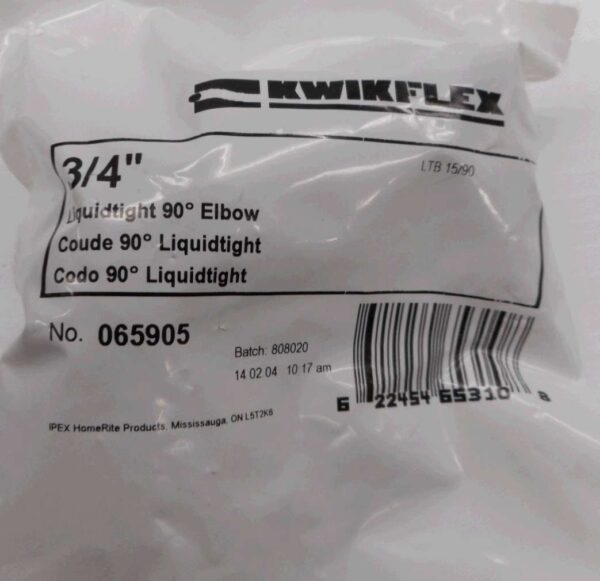 KWIKFLEX
3/4"
LTB 15/90
Liquidtight 90° Elbow
Coude 90° Liquidtight
Codo 90° Liquidtight
No. 065905
Batch: 808020
14 02 04 10 17 am
6 22454 65310 8
IPEX HomeRite Products, Mississauga, ON L5T2K6